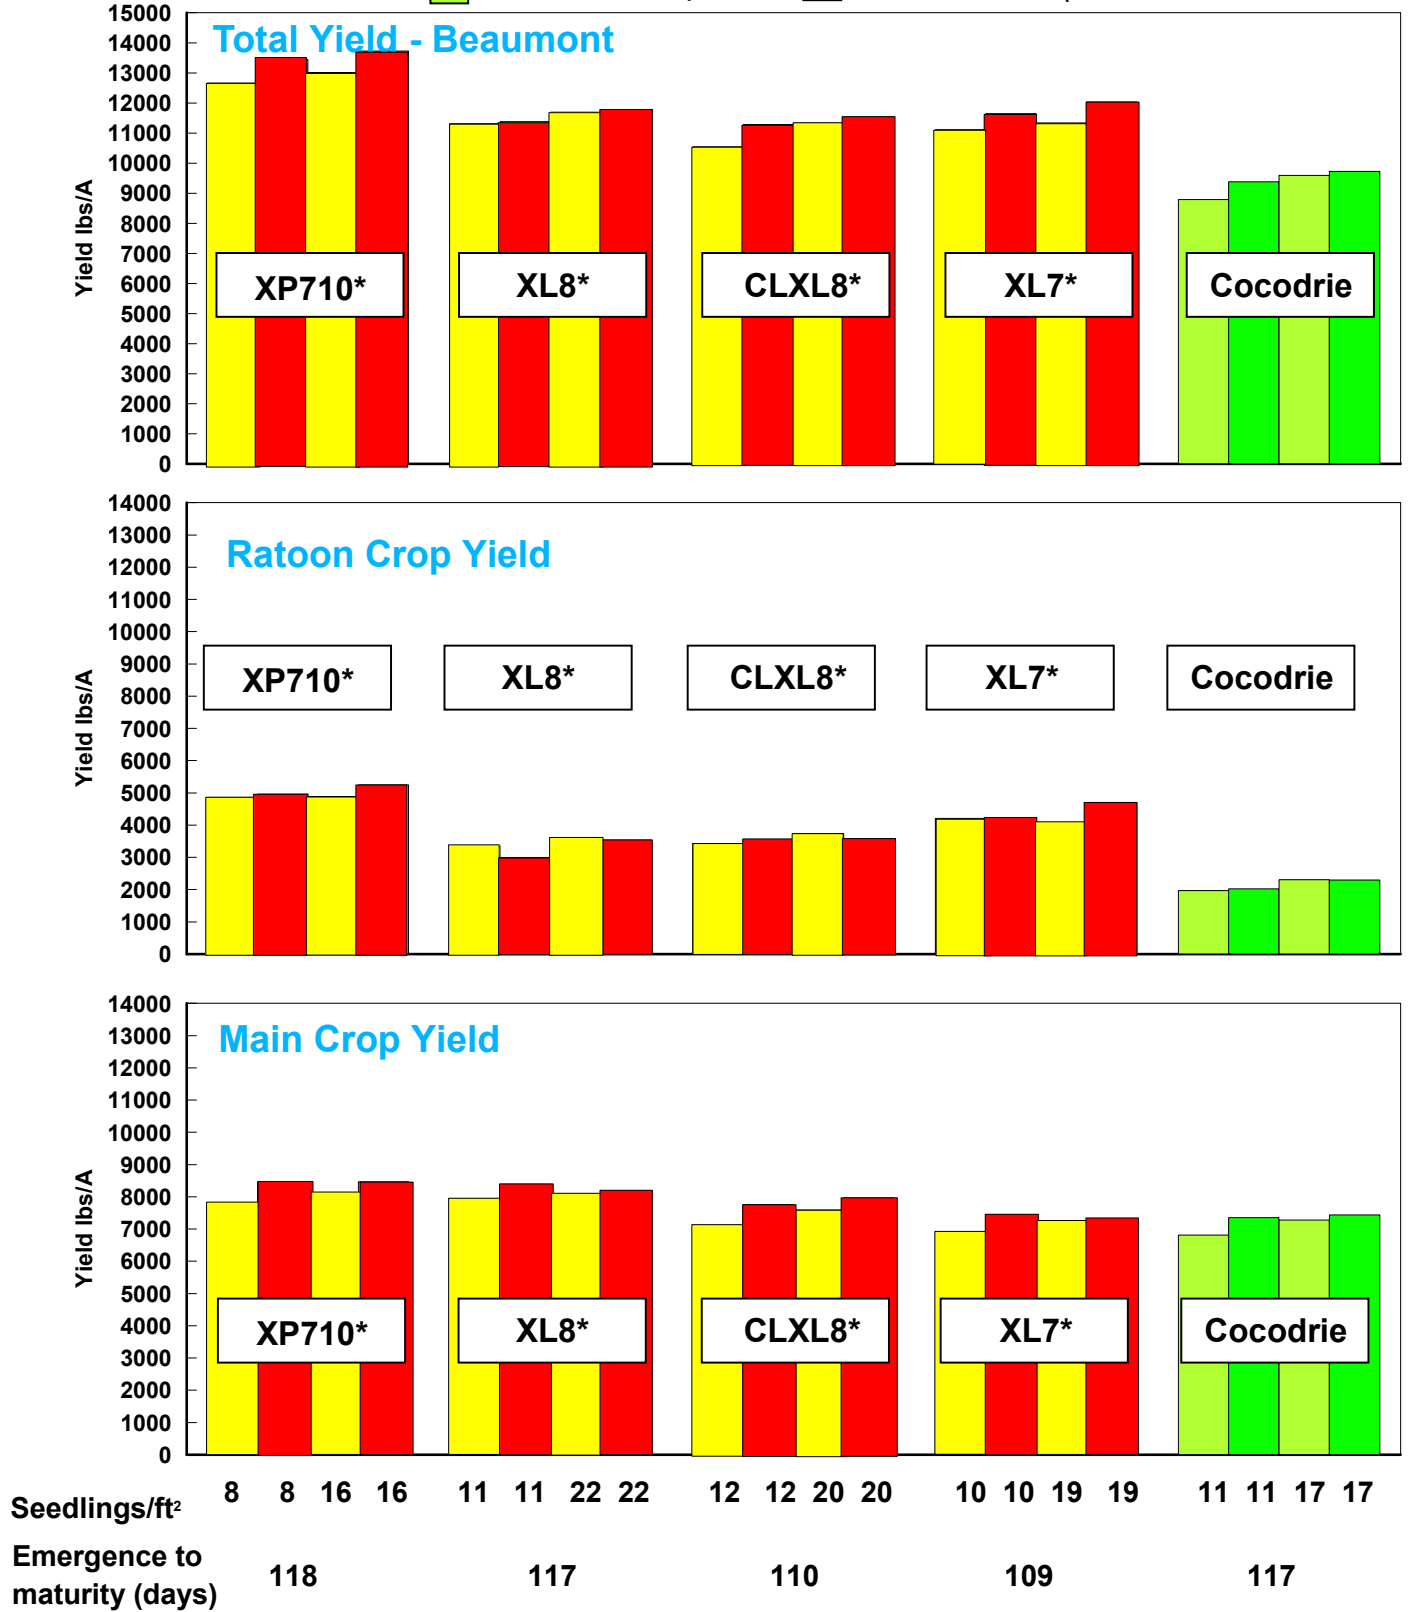 15000
14000
13000
12000
11000
10000
9000
8000
7000
6000
5000
4000
3000
2000
1000
0
Yield lbs/A
Total Yield - Beaumont
XP710*
XL8*
CLXL8*
XL7*
Cocodrie
14000
13000
12000
11000
10000
9000
8000
7000
6000
5000
4000
3000
2000
1000
0
Yield lbs/A
Ratoon Crop Yield
XP710*
XL8*
CLXL8*
XL7*
Cocodrie
14000
13000
12000
11000
10000
9000
8000
7000
6000
5000
4000
3000
2000
1000
0
Yield lbs/A
Main Crop Yield
XP710*
XL8*
CLXL8*
XL7*
Cocodrie
Seedlings/ft² 8 8 16 16 11 11 22 22 12 12 20 20 10 10 19 19 11 11 17 17
Emergence to
maturity (days) 118 117 110 109 117